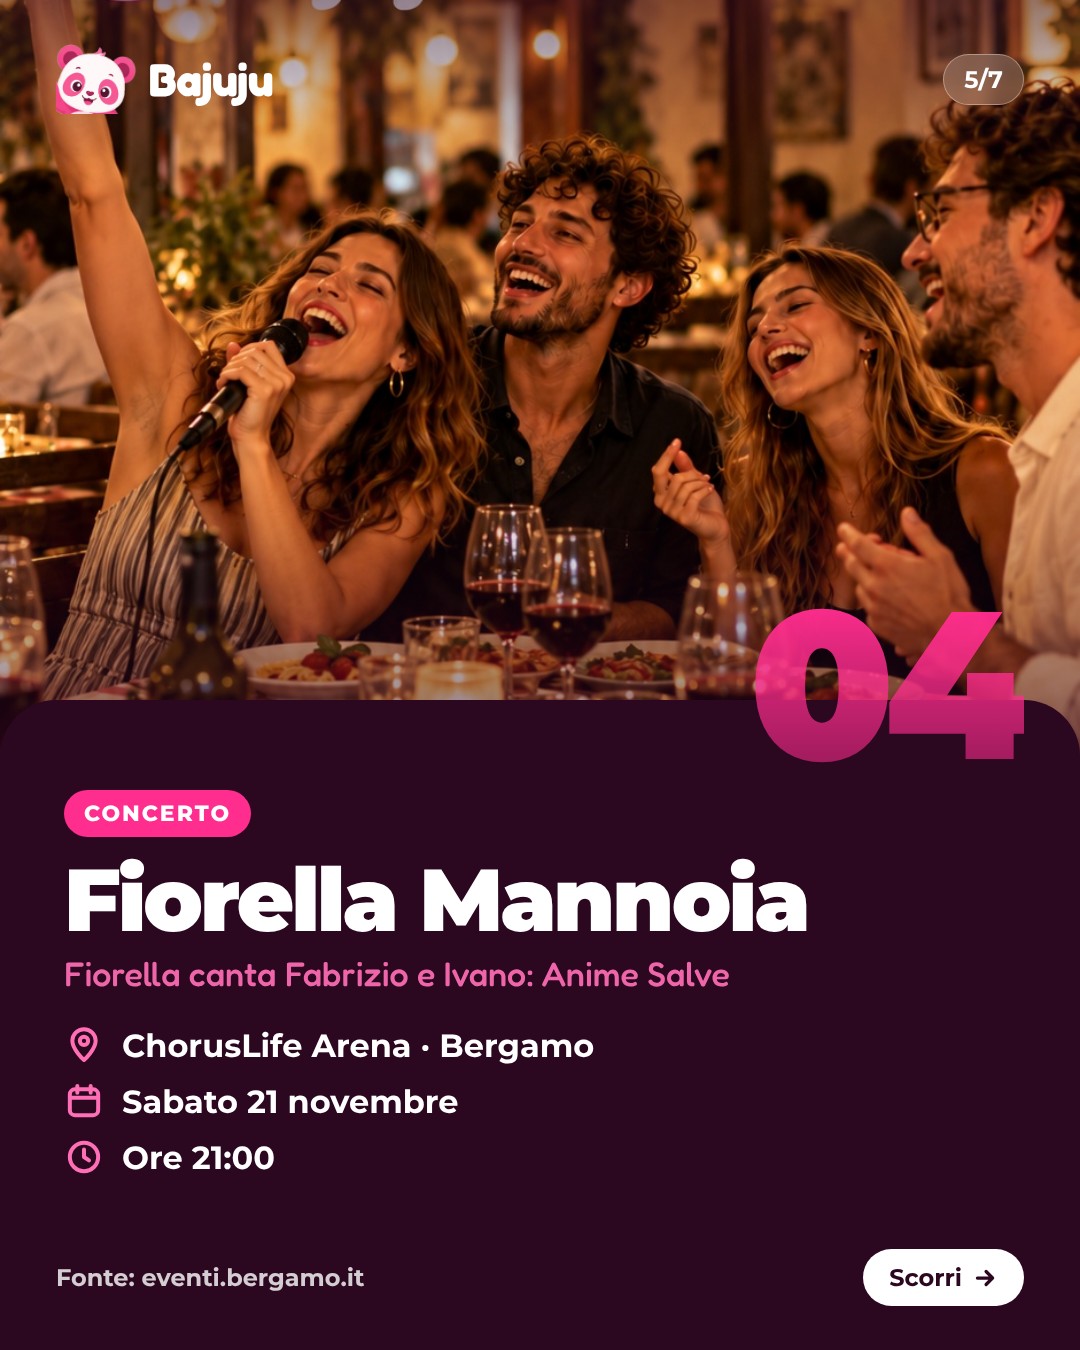 Bajuju
5/7
04
CONCERTO
Fiorella Mannoia
Fiorella canta Fabrizio e Ivano: Anime Salve
ChorusLife Arena · Bergamo
Sabato 21 novembre
Ore 21:00
Fonte: eventi.bergamo.it
Scorri →